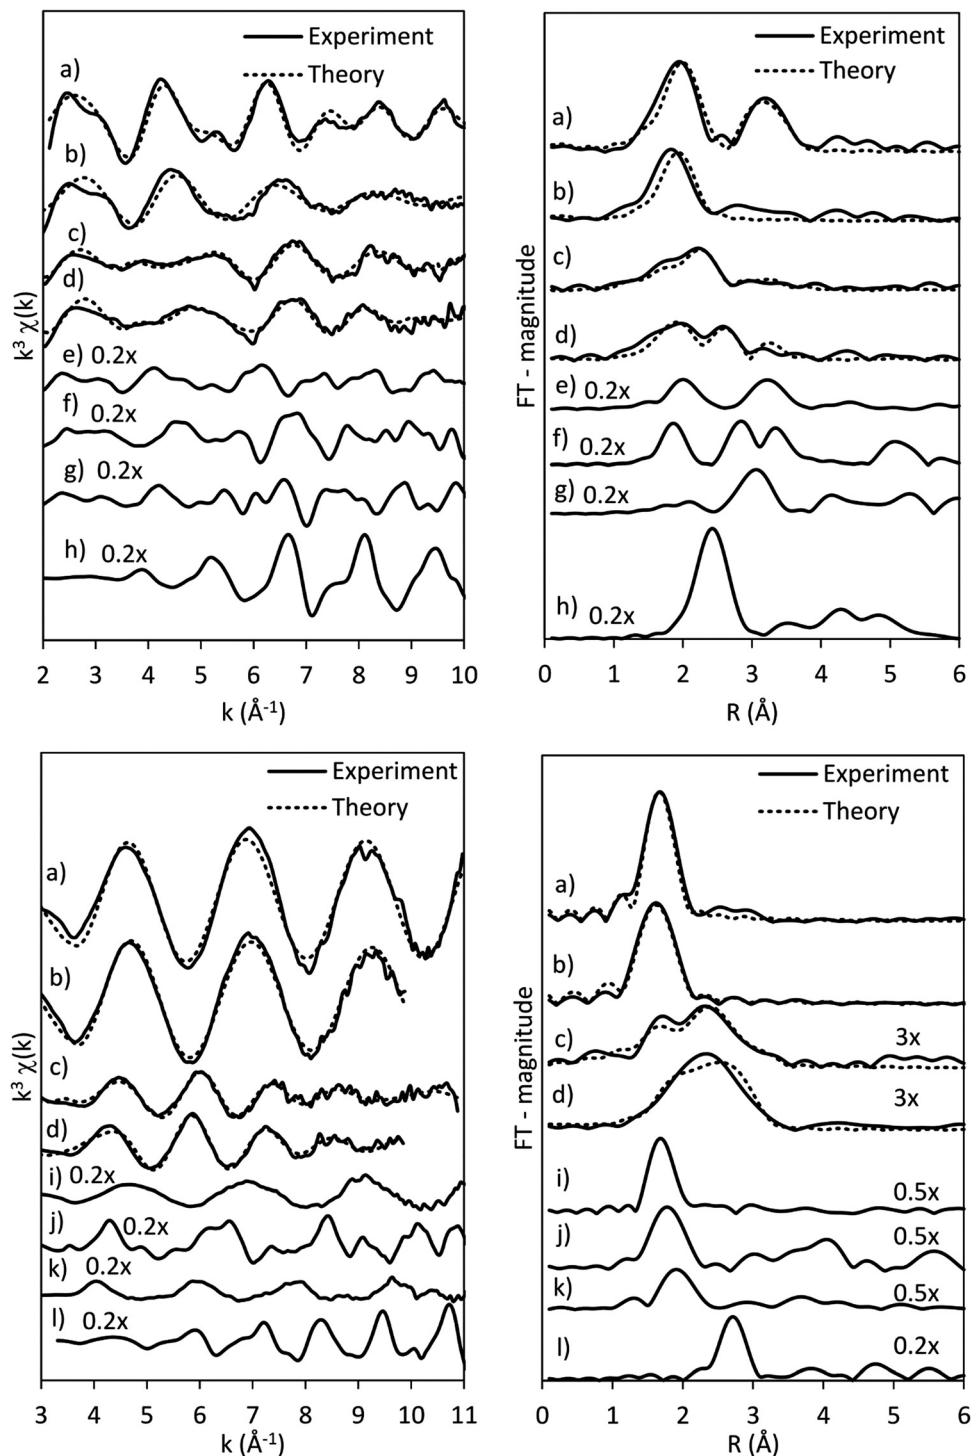 Experiment
Theory
a)
b)
c)
d)
e) 0.2x
f) 0.2x
g) 0.2x
h) 0.2x
k³ χ(k)
2 3 4 5 6 7 8 9 10
k (Å⁻¹)
Experiment
Theory
a)
b)
c)
d)
e) 0.2x
f) 0.2x
g) 0.2x
h) 0.2x
FT - magnitude
0 1 2 3 4 5 6
R (Å)
Experiment
Theory
a)
b)
c)
d)
i) 0.2x
j) 0.2x
k) 0.2x
l) 0.2x
k³ χ(k)
3 4 5 6 7 8 9 10 11
k (Å⁻¹)
Experiment
Theory
a)
b)
c) 3x
d) 3x
i) 0.5x
j) 0.5x
k) 0.5x
l) 0.2x
FT - magnitude
0 1 2 3 4 5 6
R (Å)